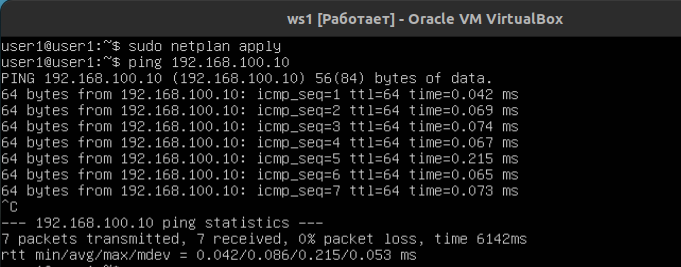 ws1 [Работает] - Oracle VM VirtualBox
user1@user1:~$ sudo netplan apply
user1@user1:~$ ping 192.168.100.10
PING 192.168.100.10 (192.168.100.10) 56(84) bytes of data.
64 bytes from 192.168.100.10: icmp_seq=1 ttl=64 time=0.042 ms
64 bytes from 192.168.100.10: icmp_seq=2 ttl=64 time=0.069 ms
64 bytes from 192.168.100.10: icmp_seq=3 ttl=64 time=0.074 ms
64 bytes from 192.168.100.10: icmp_seq=4 ttl=64 time=0.067 ms
64 bytes from 192.168.100.10: icmp_seq=5 ttl=64 time=0.215 ms
64 bytes from 192.168.100.10: icmp_seq=6 ttl=64 time=0.065 ms
64 bytes from 192.168.100.10: icmp_seq=7 ttl=64 time=0.073 ms
^C
--- 192.168.100.10 ping statistics ---
7 packets transmitted, 7 received, 0% packet loss, time 6142ms
rtt min/avg/max/mdev = 0.042/0.086/0.215/0.053 ms